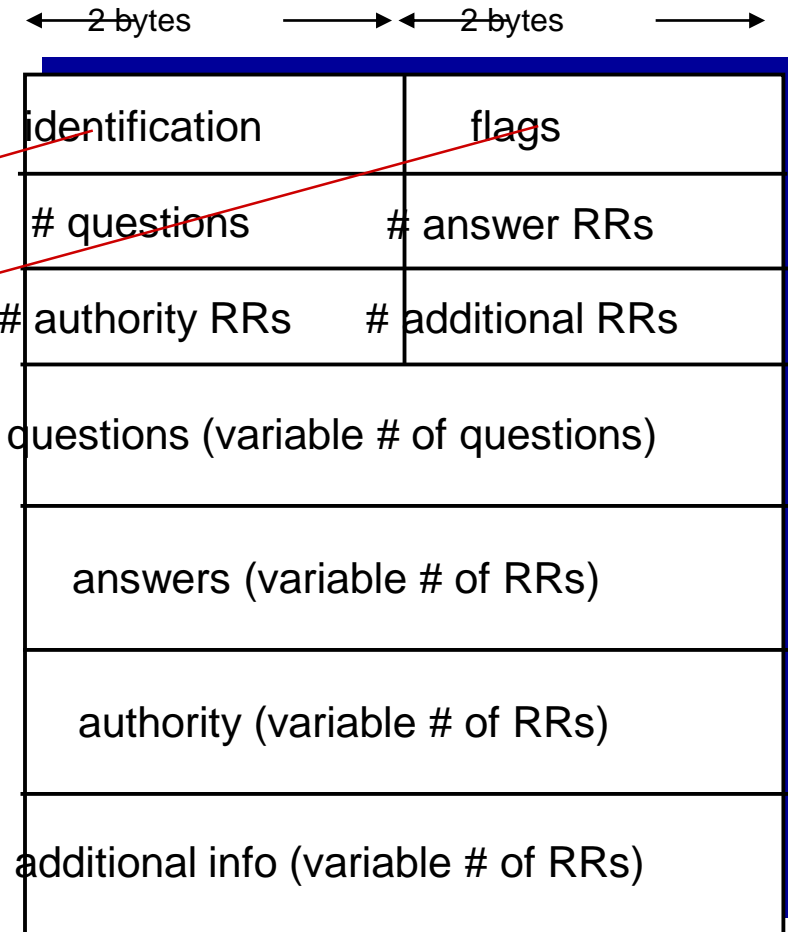 2 bytes 2 bytes
identification flags
# questions # answer RRs
# authority RRs # additional RRs
questions (variable # of questions)
answers (variable # of RRs)
authority (variable # of RRs)
additional info (variable # of RRs)